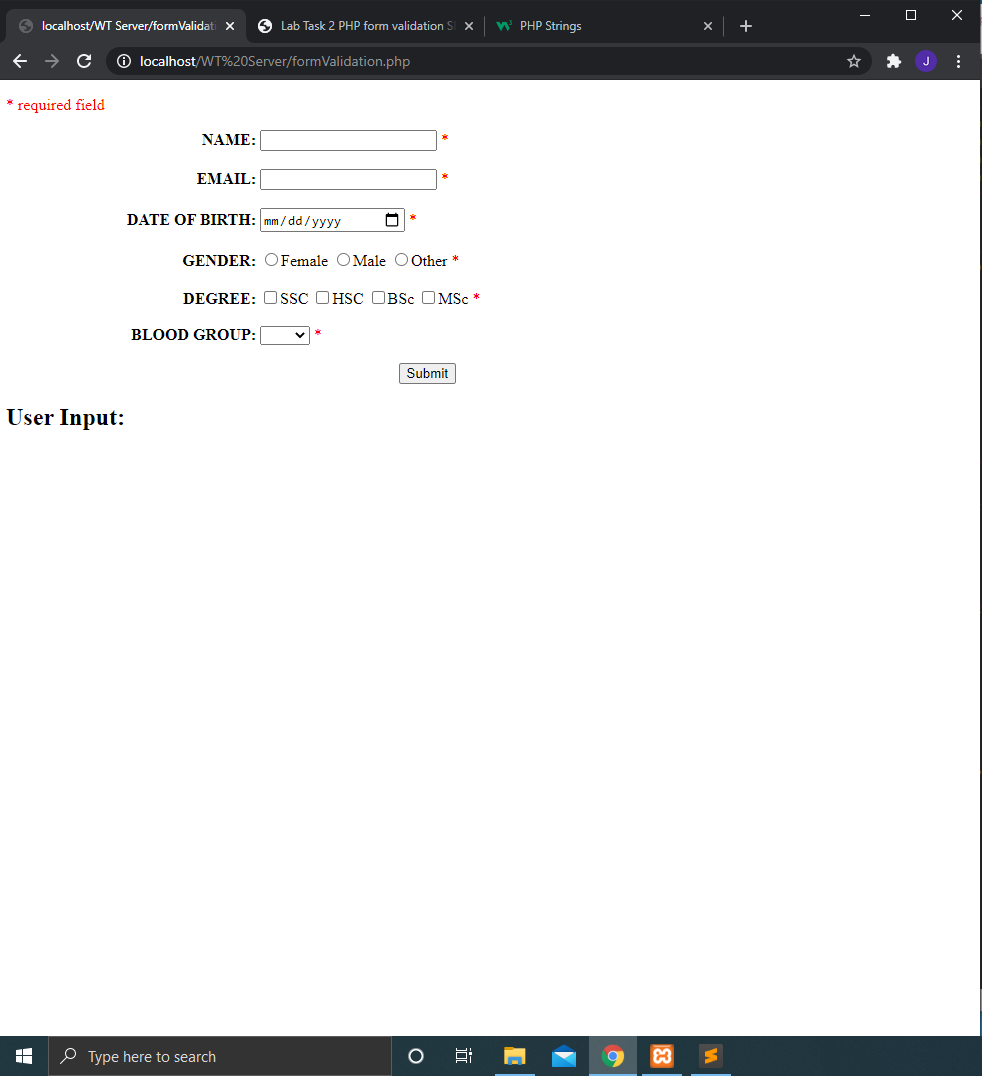 localhost/WT Server/formValidati
Lab Task 2 PHP form validation S
PHP Strings
localhost/WT%20Server/formValidation.php
J
* required field
NAME: *
EMAIL: *
DATE OF BIRTH: mm/dd/yyyy *
GENDER: Female Male Other *
DEGREE: SSC HSC BSc MSc *
BLOOD GROUP: *
Submit
User Input:
Type here to search